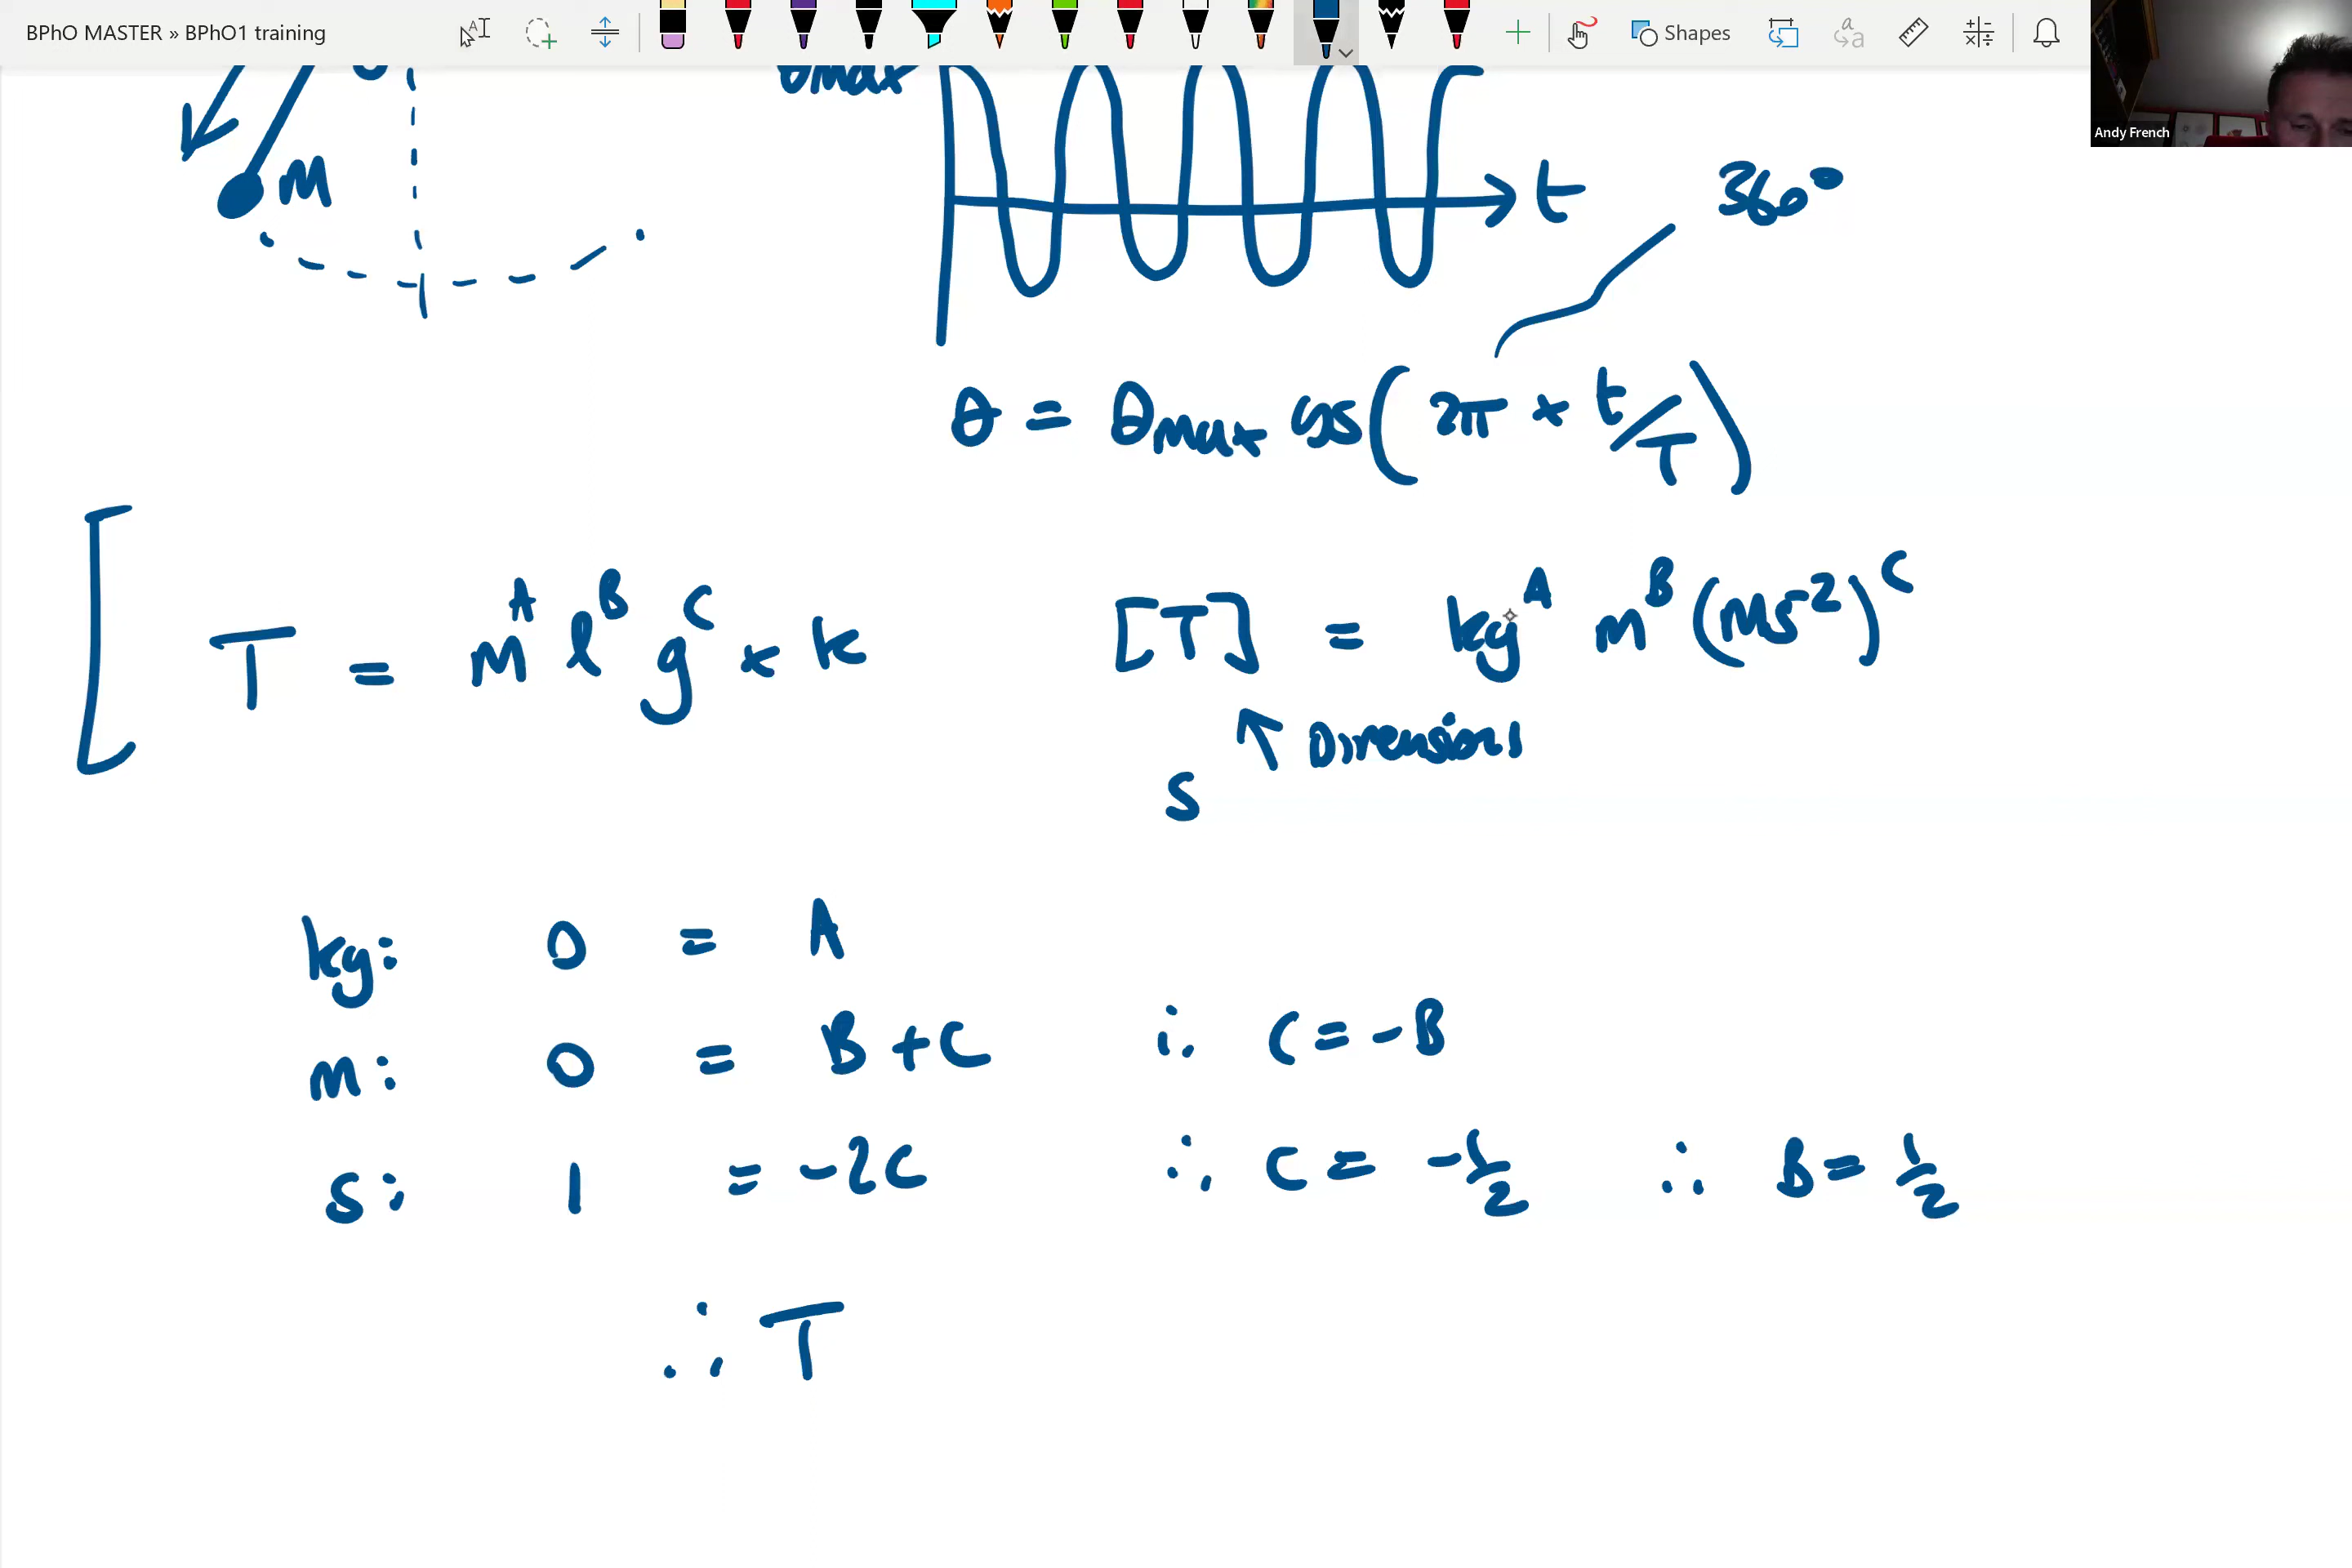 BPhO MASTER » BPhO1 training
Shapes
Andy French
θmax
M
t
360°
θ = θmax cos(2π × t/T)
T = m^A l^B g^C × k
[T] = kg^A m^B (ms^-2)^C
↑ Dimensions
s
kg: 0 = A
m: 0 = B + C ∴ C = -B
s: 1 = -2C ∴ C = -1/2 ∴ B = 1/2
∴ T